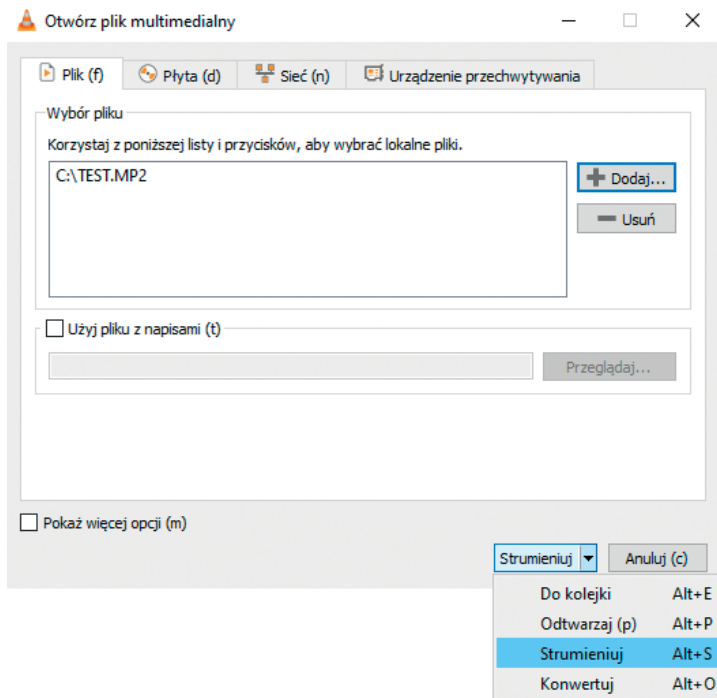 Otwórz plik multimedialny
Plik (f) Płyta (d) Sieć (n) Urządzenie przechwytywania
Wybór pliku
Korzystaj z poniższej listy i przycisków, aby wybrać lokalne pliki.
C:\TEST.MP2
Dodaj...
Usuń
Użyj pliku z napisami (t)
Przeglądaj...
Pokaż więcej opcji (m)
Strumieniuj Anuluj (c)
Do kolejki Alt+E
Odtwarzaj (p) Alt+P
Strumieniuj Alt+S
Konwertuj Alt+O